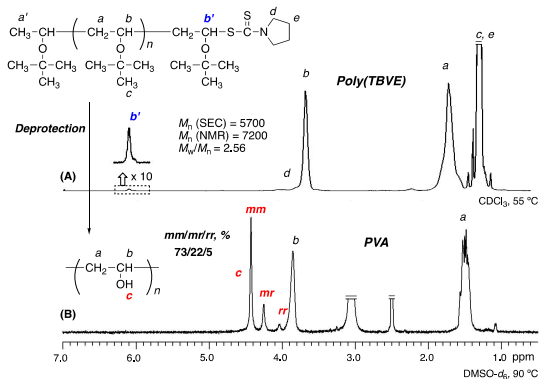 a' a b b' S d e
CH3-CH-(-CH2-CH-)n-CH2-CH-S-C-N
O O O
CH3-C-CH3 CH3-C-CH3 CH3-C-CH3
CH3 CH3 CH3
c
Deprotection
b'
Mn (SEC) = 5700
Mn (NMR) = 7200
Mw/Mn = 2.56
(A)
x 10
d
b
Poly(TBVE)
a
c, e
CDCl3, 55 °C
mm/mr/rr, %
73/22/5
a b
(-CH2-CH-)n
OH
c
(B)
c
mm
mr
rr
b
PVA
a
7.0 6.0 5.0 4.0 3.0 2.0 1.0 ppm
DMSO-d6, 90 °C